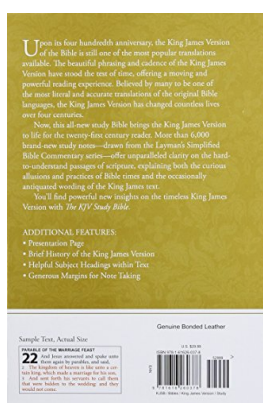 Upon its four hundredth anniversary, the King James Version
of the Bible is still one of the most popular translations
available. The beautiful phrasing and cadence of the King James
Version have stood the test of time, offering a moving and
powerful reading experience. Believed by many to be one of
the most literal and accurate translations of the original Bible
languages, the King James Version has changed countless lives
over four centuries.
Now, this all-new study Bible brings the King James Version
to life for the twenty-first century reader. More than 6,000
brand-new study notes—drawn from the Layman's Simplified
Bible Commentary series—offer unparalleled clarity on the hard-
to-understand passages of scripture, explaining both the curious
allusions and practices of Bible times and the occasionally
antiquated wording of the King James text.
You'll find powerful new insights on the timeless King James
Version with The KJV Study Bible.
ADDITIONAL FEATURES:
• Presentation Page
• Brief History of the King James Version
• Helpful Subject Headings within Text
• Generous Margins for Note Taking
Genuine Bonded Leather
Sample Text, Actual Size
PARABLE OF THE MARRIAGE FEAST
22 And Jesus answered and spake unto
them again by parables, and said,
2 The kingdom of heaven is like unto a cer-
tain king, which made a marriage for his son,
3 And sent forth his servants to call them
that were bidden to the wedding: and they
would not come.